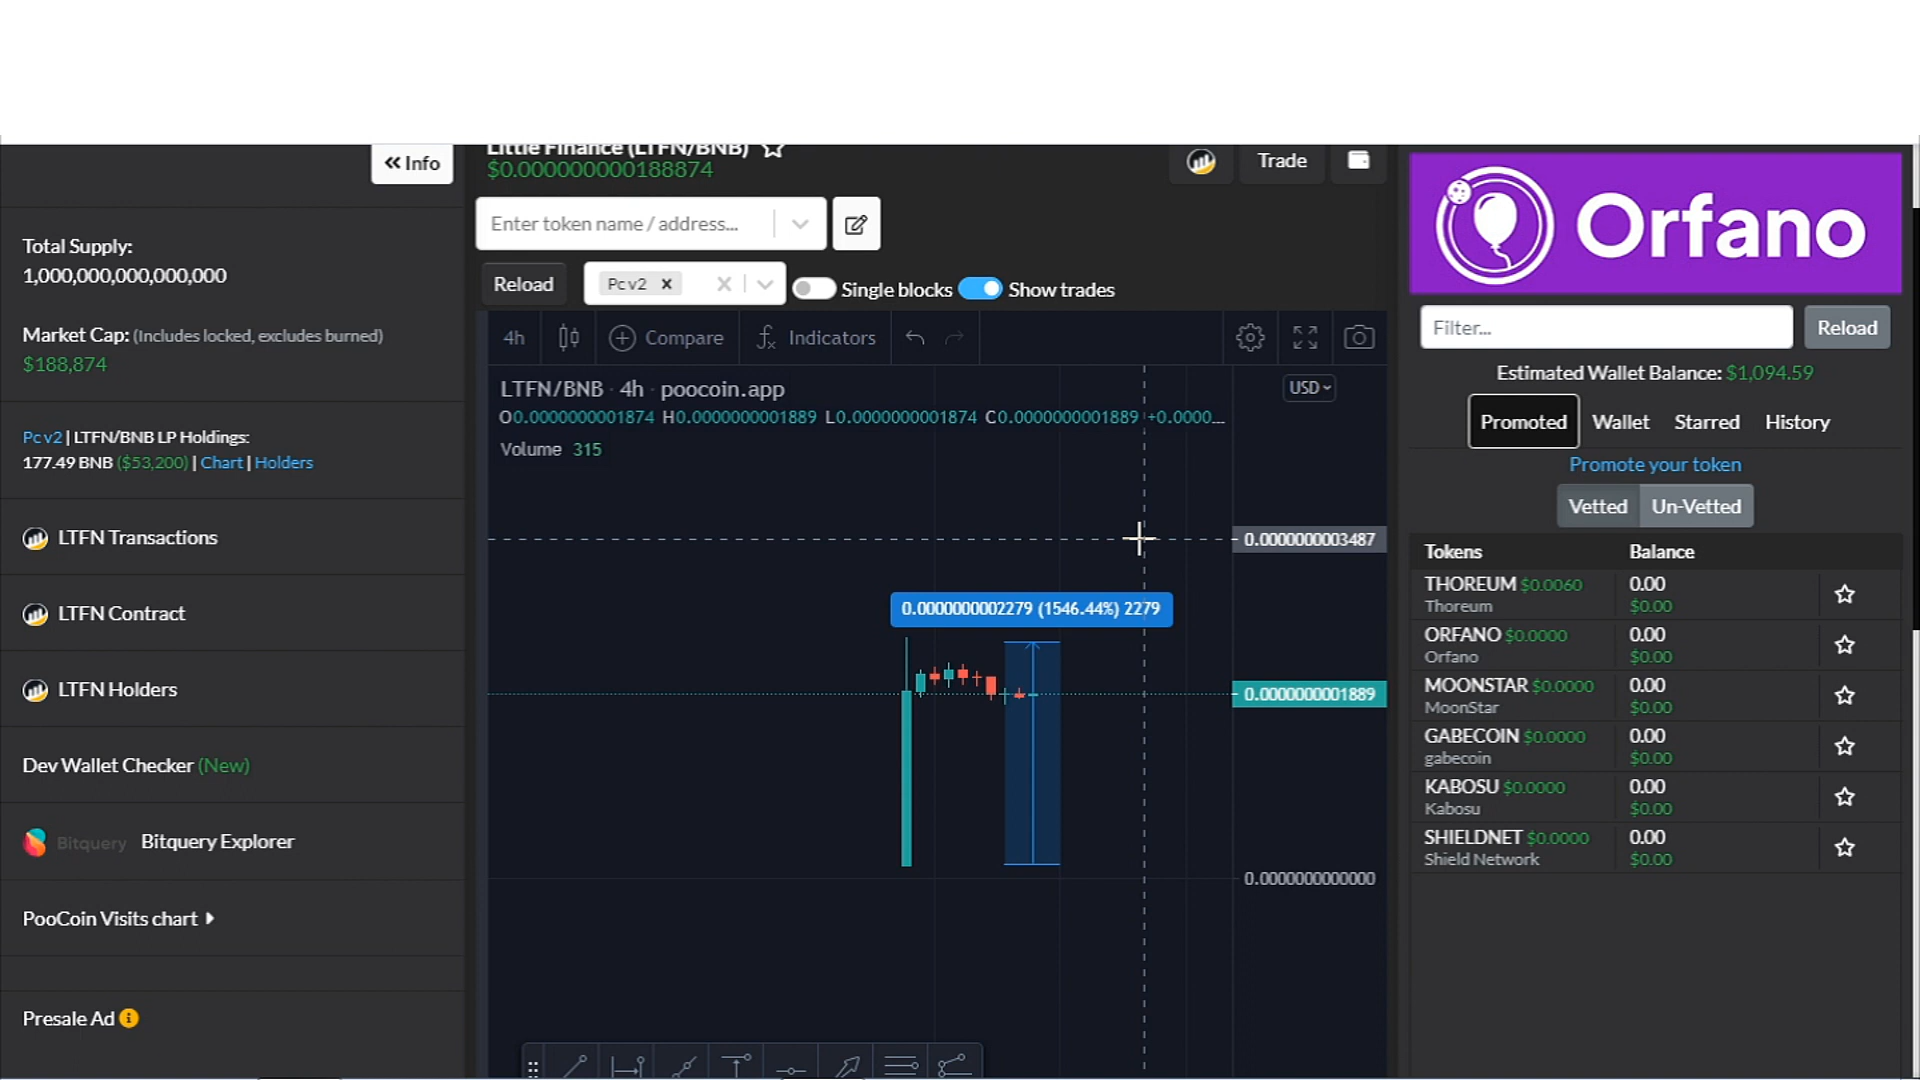 Info
Total Supply:
1,000,000,000,000,000
Market Cap: (Includes locked, excludes burned)
$188,874
Pc v2 | LTFN/BNB LP Holdings:
177.49 BNB ($53,200) | Chart | Holders
LTFN Transactions
LTFN Contract
LTFN Holders
Dev Wallet Checker (New)
Bitquery Bitquery Explorer
PooCoin Visits chart
Presale Ad
Little Finance (LTFN/BNB)
$0.000000000188874
Trade
Enter token name / address...
Reload
Pc v2
Single blocks
Show trades
4h
Compare
Indicators
LTFN/BNB · 4h · poocoin.app
USD
O0.0000000001874 H0.0000000001889 L0.0000000001874 C0.0000000001889 +0.0000...
Volume 315
0.0000000003487
0.0000000002279 (1546.44%) 2279
0.0000000001889
0.0000000000000
Orfano
Filter...
Reload
Estimated Wallet Balance: $1,094.59
Promoted Wallet Starred History
Promote your token
Vetted Un-Vetted
Tokens Balance
THOREUM $0.0060 0.00
Thoreum $0.00
ORFANO $0.0000 0.00
Orfano $0.00
MOONSTAR $0.0000 0.00
MoonStar $0.00
GABECOIN $0.0000 0.00
gabecoin $0.00
KABOSU $0.0000 0.00
Kabosu $0.00
SHIELDNET $0.0000 0.00
Shield Network $0.00